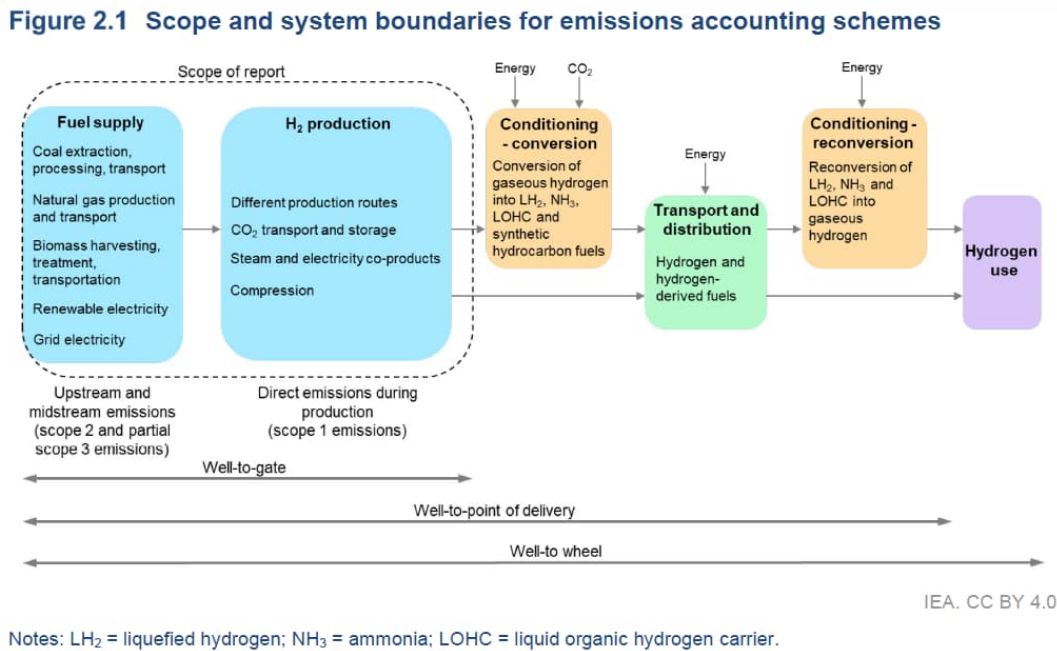 Figure 2.1 Scope and system boundaries for emissions accounting schemes
Scope of report
Fuel supply
Coal extraction,
processing, transport
Natural gas production
and transport
Biomass harvesting,
treatment,
transportation
Renewable electricity
Grid electricity
H₂ production
Different production routes
CO₂ transport and storage
Steam and electricity co-products
Compression
Energy
CO₂
Conditioning
- conversion
Conversion of
gaseous hydrogen
into LH₂, NH₃,
LOHC and
synthetic
hydrocarbon fuels
Energy
Transport and
distribution
Hydrogen and
hydrogen-
derived fuels
Energy
Conditioning -
reconversion
Reconversion of
LH₂, NH₃ and
LOHC into
gaseous
hydrogen
Hydrogen
use
Upstream and
midstream emissions
(scope 2 and partial
scope 3 emissions)
Direct emissions during
production
(scope 1 emissions)
Well-to-gate
Well-to-point of delivery
Well-to wheel
IEA. CC BY 4.0
Notes: LH₂ = liquefied hydrogen; NH₃ = ammonia; LOHC = liquid organic hydrogen carrier.